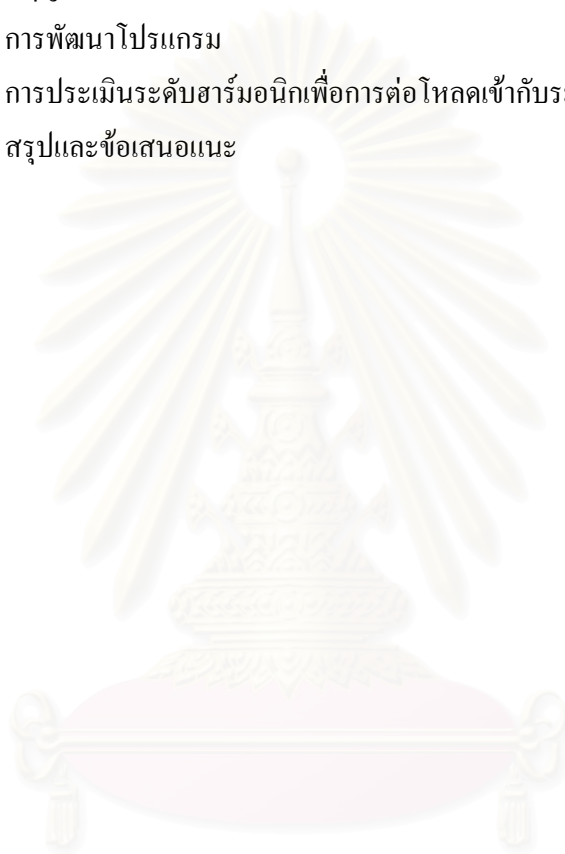 การพัฒนาโปรแกรม
การประเมินระดับฮาร์มอนิกเพื่อการต่อโหลดเข้ากับ
สรุปและข้อเสนอแนะ